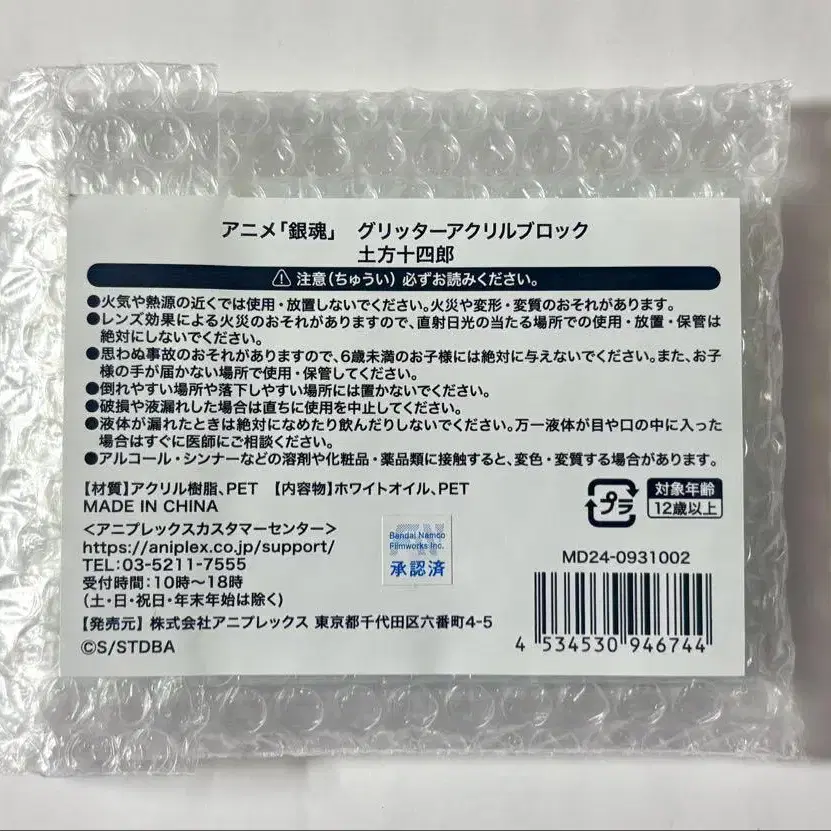 アニメ「銀魂」 グリッターアクリルブロック
土方十四郎
注意(ちゅうい) 必ずお読みください。
●火気や熱源の近くでは使用・放置しないでください。火災や変形・変質のおそれがあります。
●レンズ効果による火災のおそれがありますので、直射日光の当たる場所での使用・放置・保管は
絶対にしないでください。
●思わぬ事故のおそれがありますので、6歳未満のお子様には絶対に与えないでください。また、お子
様の手が届かない場所で使用・保管してください。
●倒れやすい場所や落下しやすい場所には置かないでください。
●破損や液漏れした場合は直ちに使用を中止してください。
●液体が漏れたときは絶対になめたり飲んだりしないでください。万一液体が目や口の中に入った
場合はすぐに医師にご相談ください。
●アルコール・シンナーなどの溶剤や化粧品・薬品類に接触すると、変色・変質する場合があります。
【材質】アクリル樹脂、PET 【内容物】ホワイトオイル、PET
MADE IN CHINA
<アニプレックスカスタマーセンター>
https://aniplex.co.jp/support/
TEL:03-5211-7555
受付時間:10時〜18時
(土・日・祝日・年末年始は除く)
【発売元】株式会社アニプレックス 東京都千代田区六番町4-5
©S/STDBA
Bandai Namco
Filmworks Inc.
承認済
プラ
対象年齢
12歳以上
MD24-0931002
4 534530 946744